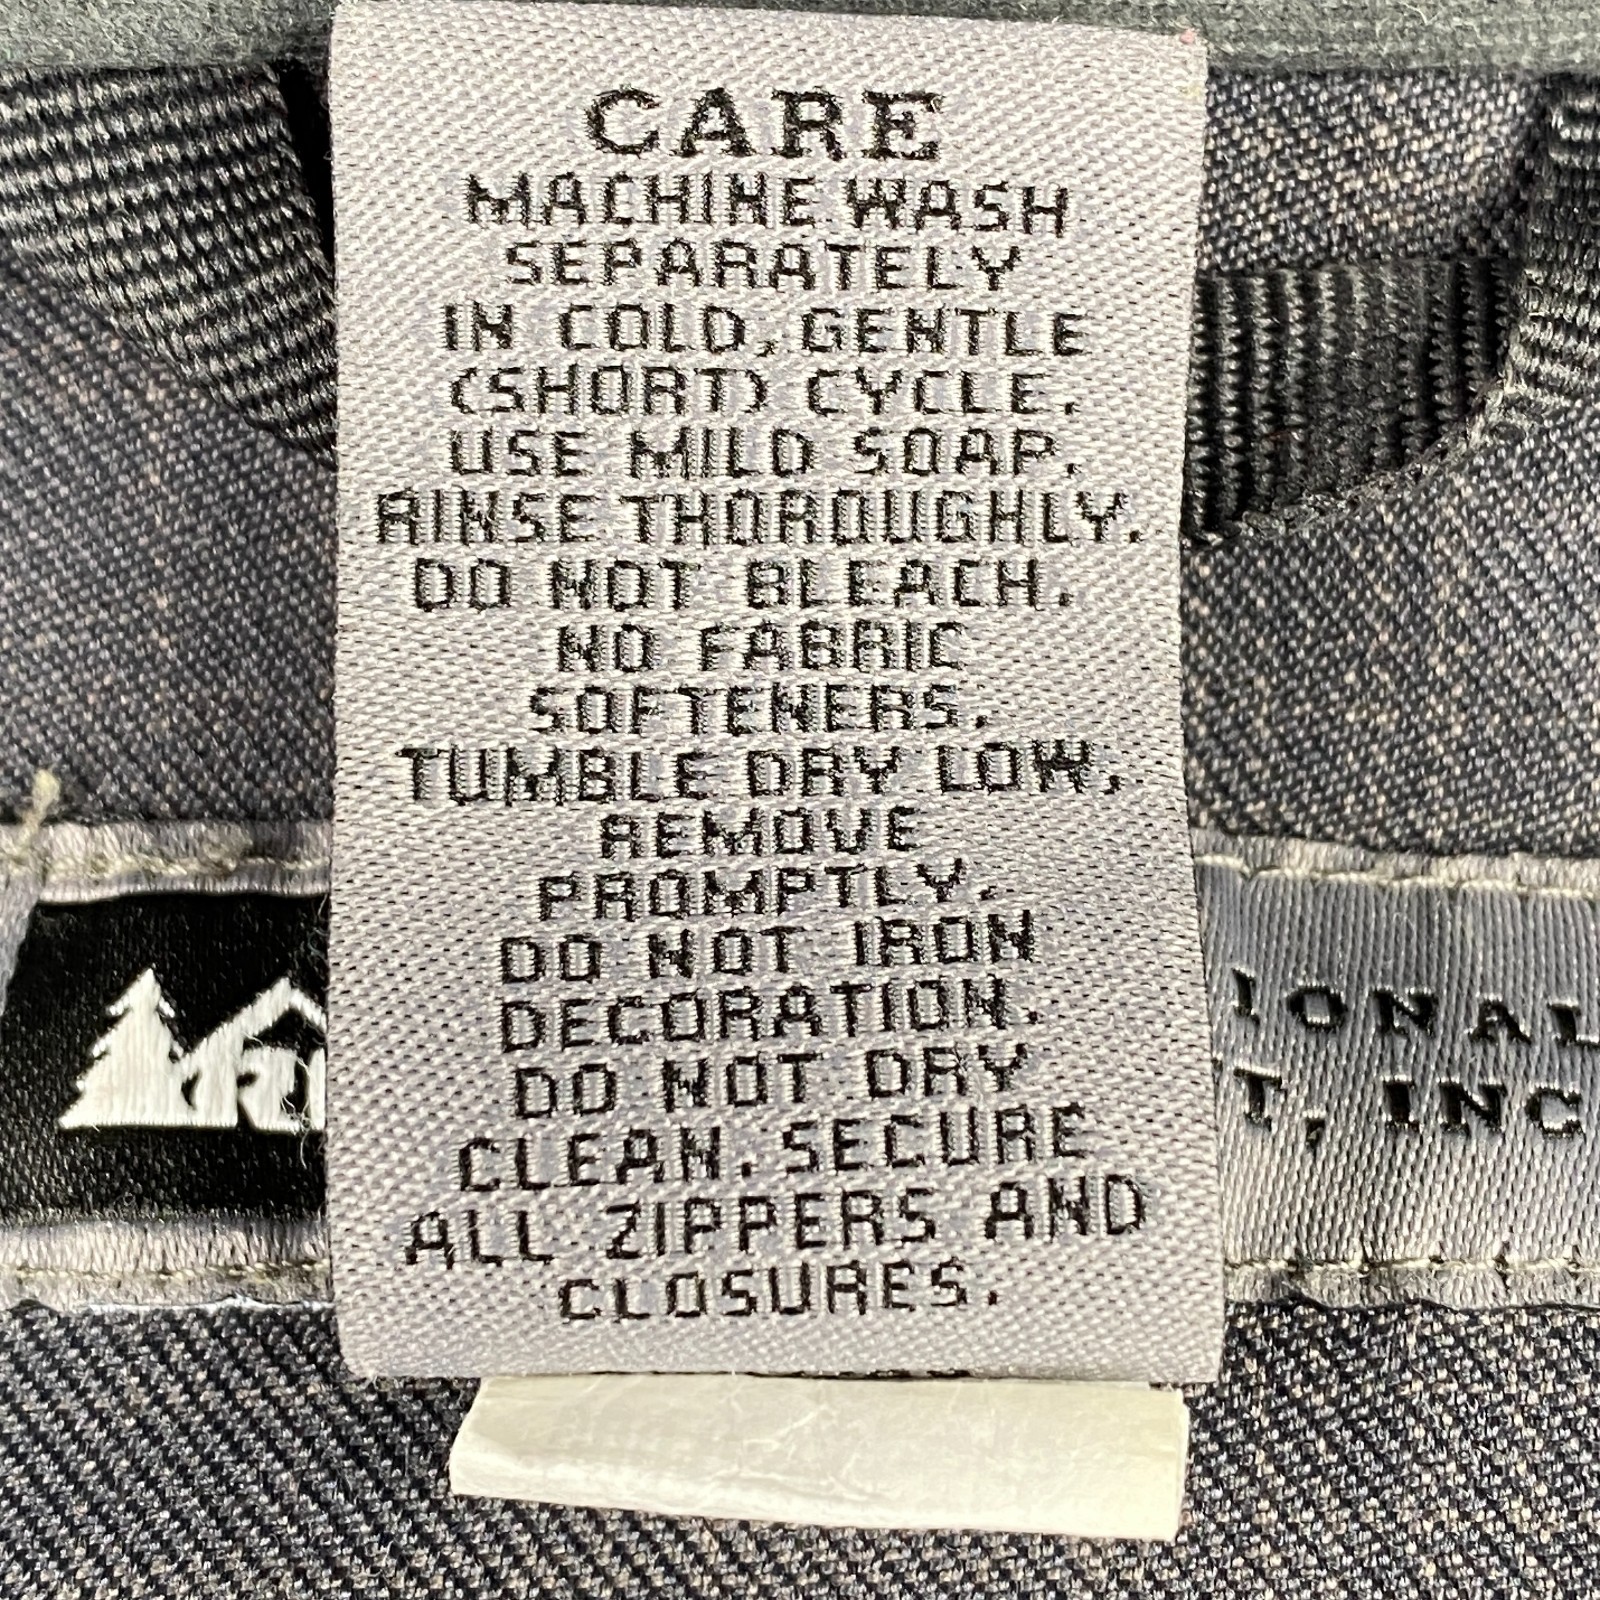 CARE
MACHINE WASH
SEPARATELY
IN COLD, GENTLE
(SHORT) CYCLE.
USE MILD SOAP.
RINSE THOROUGHLY.
DO NOT BLEACH.
NO FABRIC
SOFTENERS.
TUMBLE DRY LOW,
REMOVE
PROMPTLY.
DO NOT IRON
DECORATION.
DO NOT DRY
CLEAN. SECURE
ALL ZIPPERS AND
CLOSURES.
IONAL
T, INC